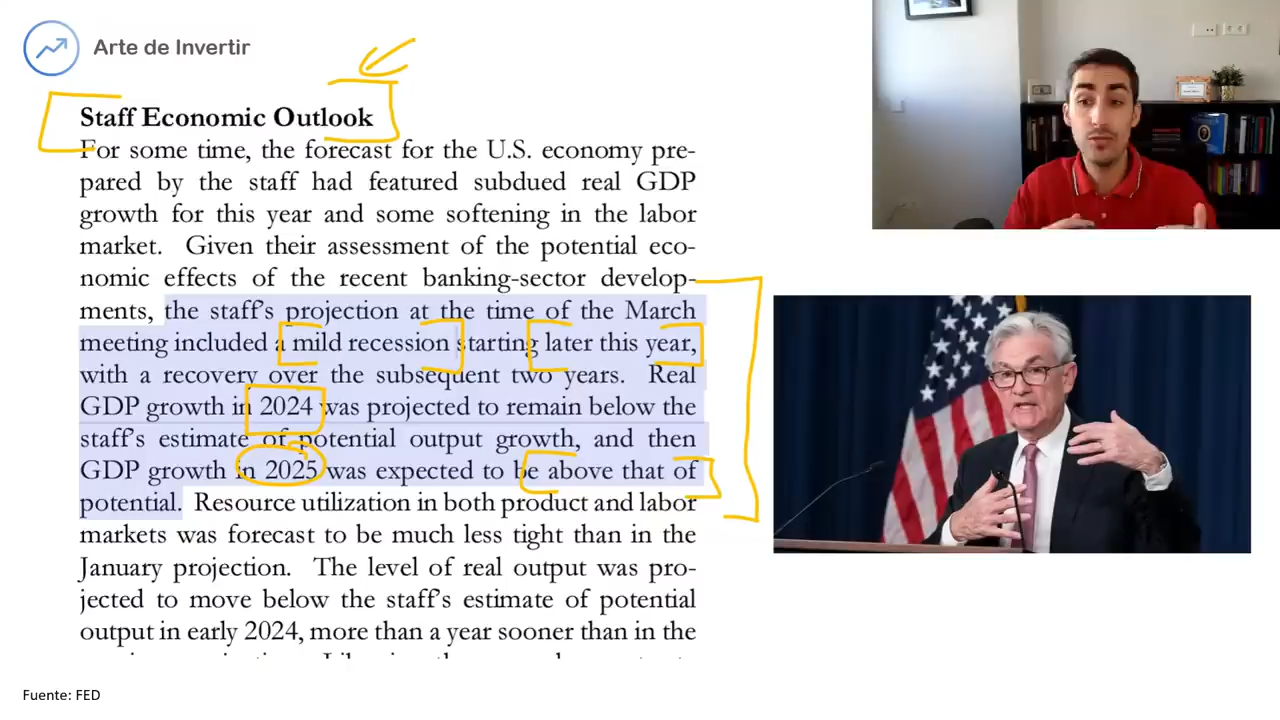 Arte de Invertir
Staff Economic Outlook
For some time, the forecast for the U.S. economy pre-
pared by the staff had featured subdued real GDP
growth for this year and some softening in the labor
market. Given their assessment of the potential eco-
nomic effects of the recent banking-sector develop-
ments, the staff's projection at the time of the March
meeting included a mild recession starting later this year,
with a recovery over the subsequent two years. Real
GDP growth in 2024 was projected to remain below the
staff's estimate of potential output growth, and then
GDP growth in 2025 was expected to be above that of
potential. Resource utilization in both product and labor
markets was forecast to be much less tight than in the
January projection. The level of real output was pro-
jected to move below the staff's estimate of potential
output in early 2024, more than a year sooner than in the
Fuente: FED